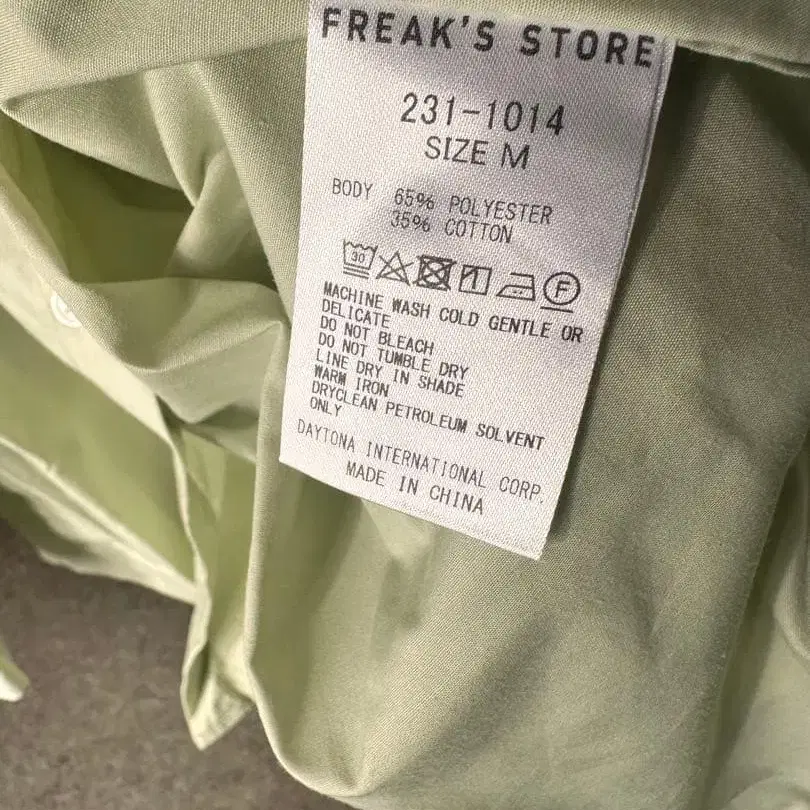 FREAK'S STORE
231-1014
SIZE M
BODY 65% POLYESTER
35% COTTON
30 F
MACHINE WASH COLD GENTLE OR
DELICATE
DO NOT BLEACH
DO NOT TUMBLE DRY
LINE DRY IN SHADE
WARM IRON
DRYCLEAN PETROLEUM SOLVENT
ONLY
DAYTONA INTERNATIONAL CORP.
MADE IN CHINA